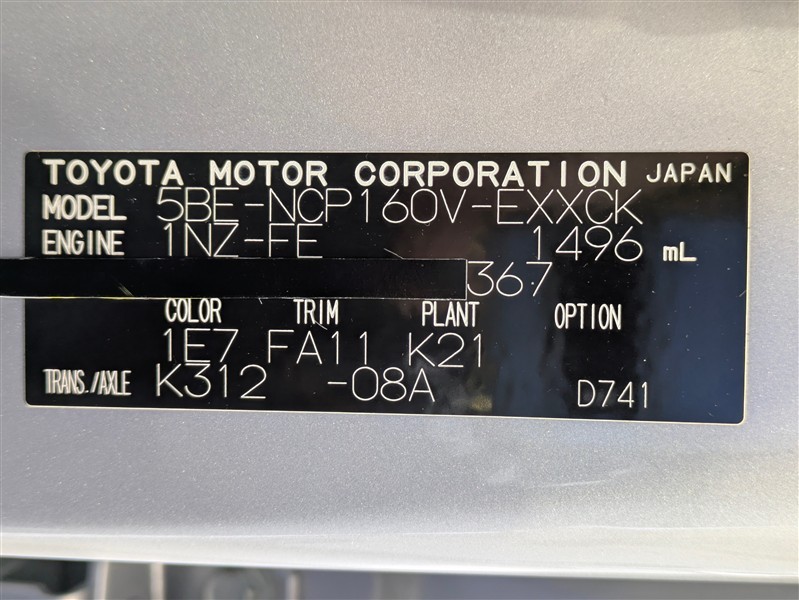 TOYOTA MOTOR CORPORATION JAPAN
MODEL 5BE-NCP160V-EXXCK
ENGINE 1NZ-FE 1496 mL
367
COLOR TRIM PLANT OPTION
1E7 FA11 K21
TRANS./AXLE K312 -08A D741